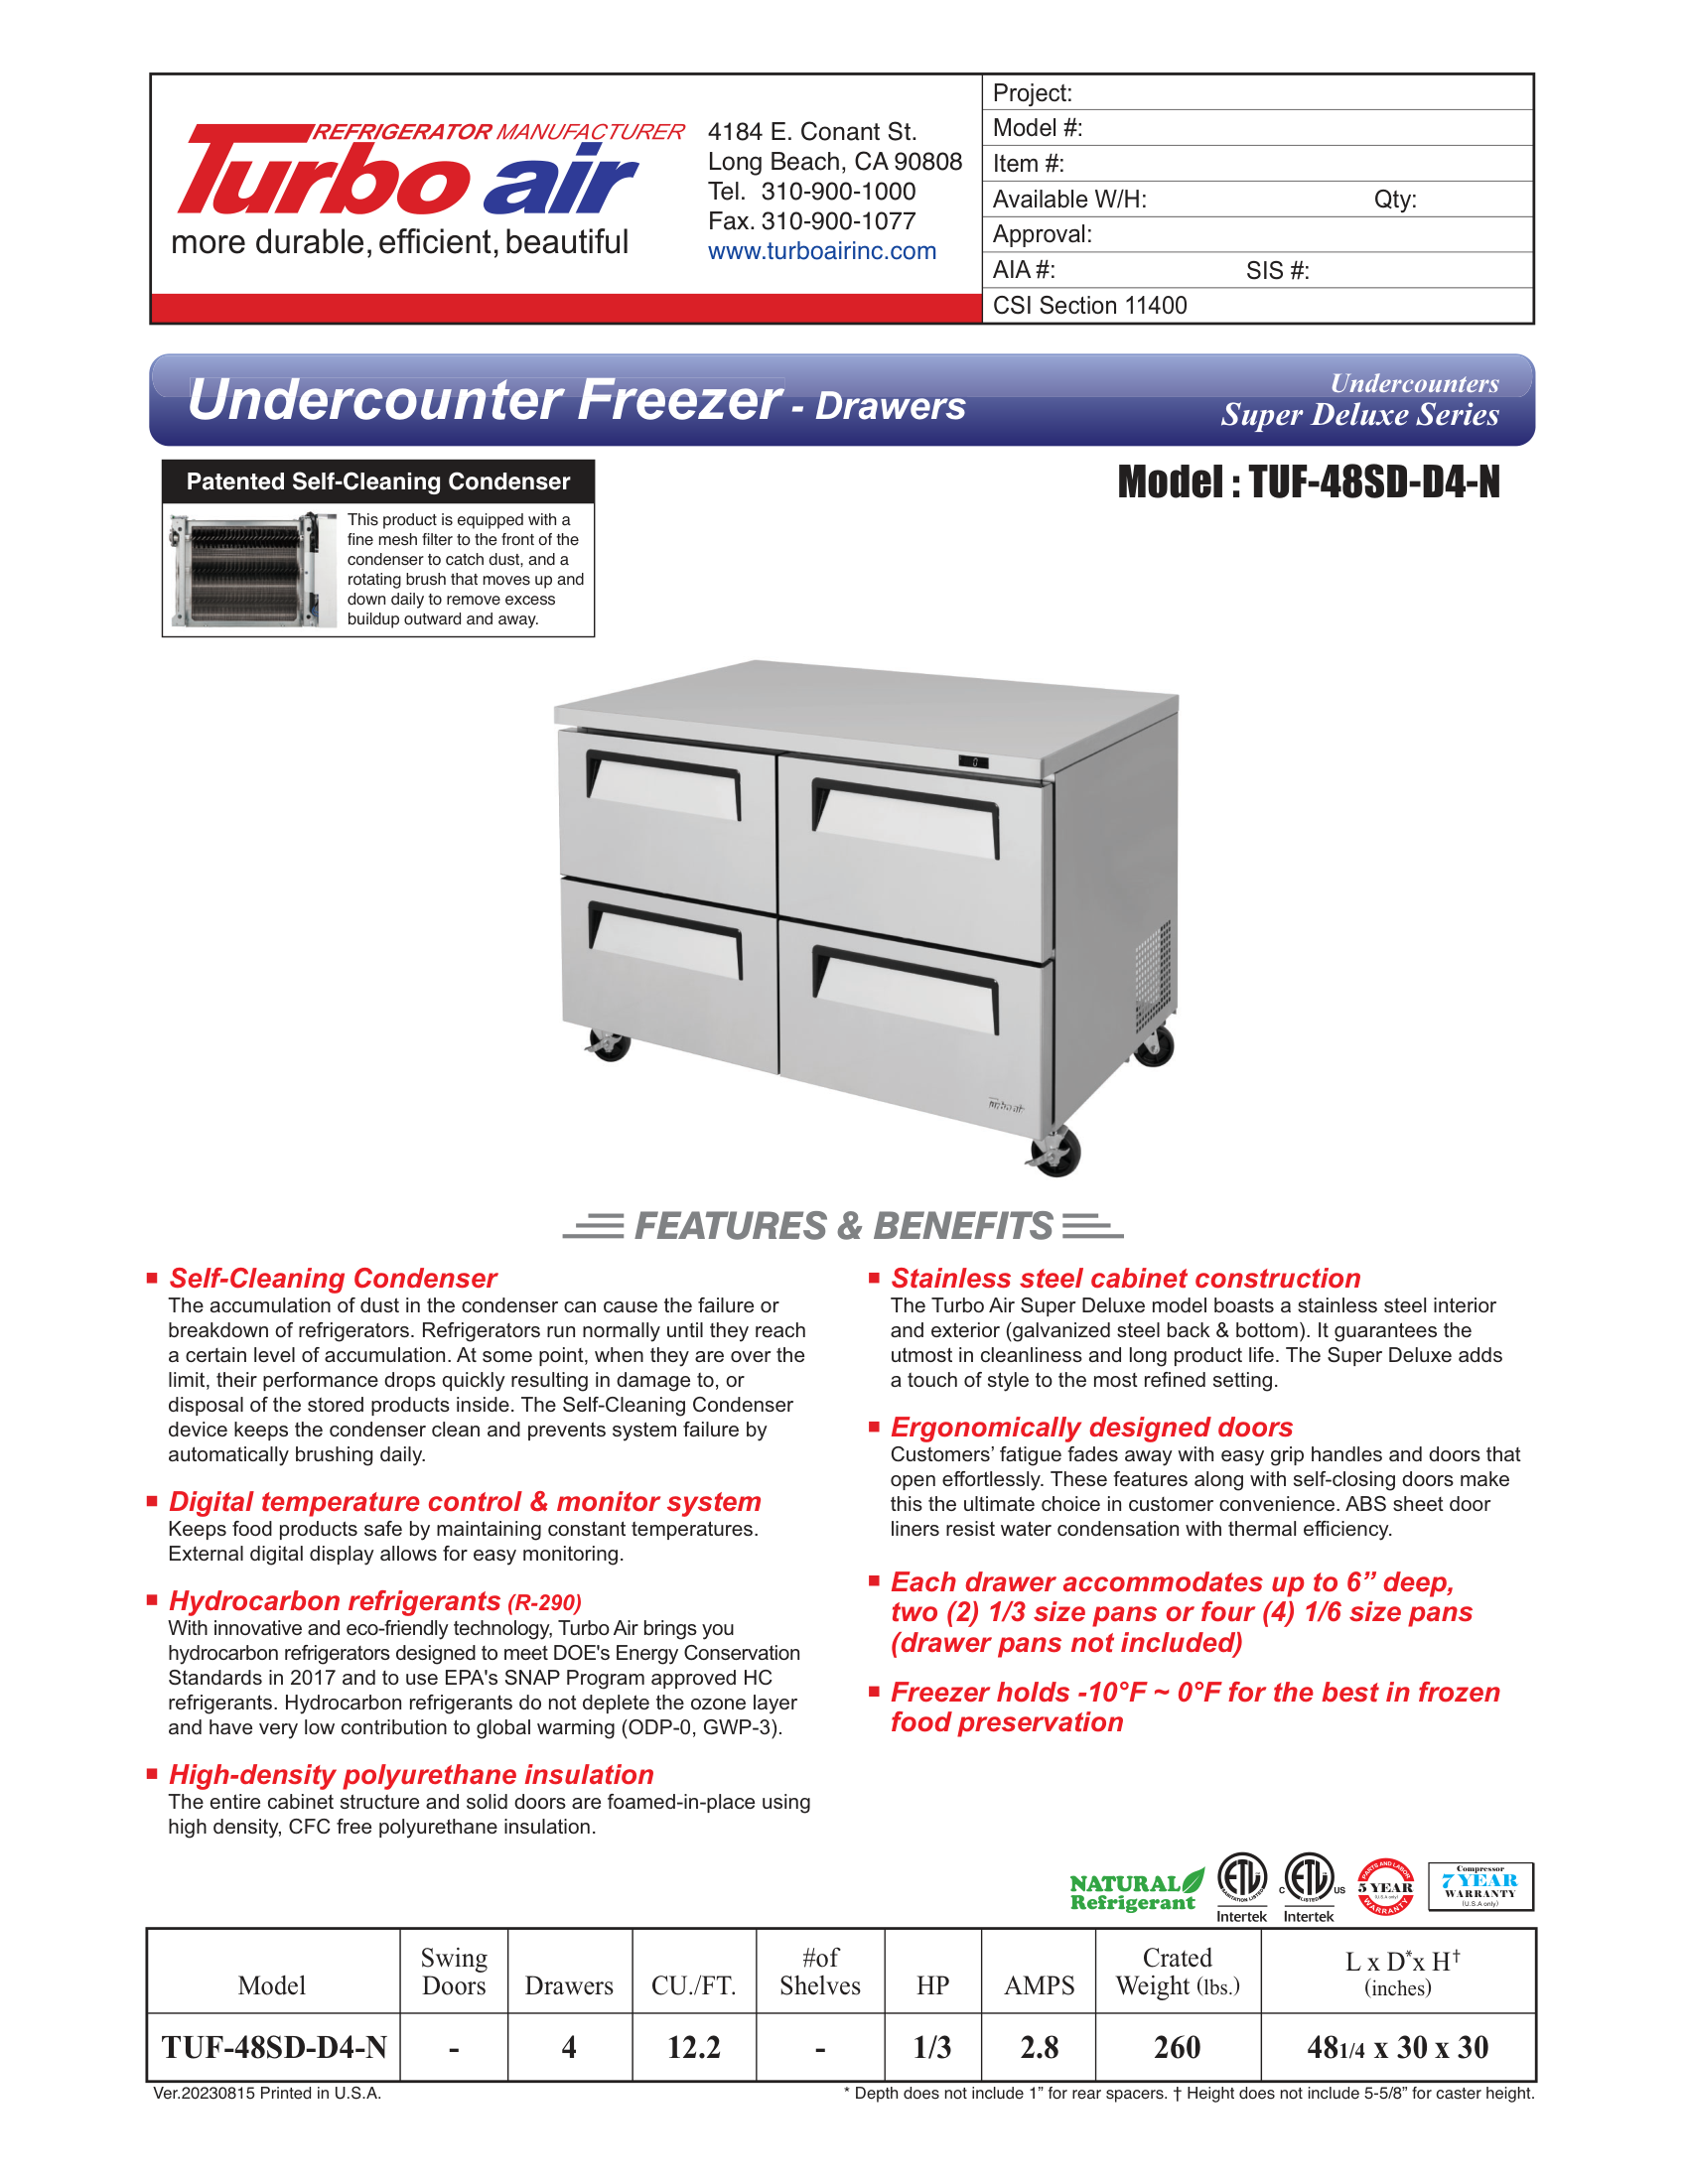 REFRIGERATOR MANUFACTURER
Turbo air
more durable, efficient, beautiful
4184 E. Conant St.
Long Beach, CA 90808
Tel. 310-900-1000
Fax. 310-900-1077
www.turboairinc.com
Project:
Model #:
Item #:
Available W/H: Qty:
Approval:
AIA #: SIS #:
CSI Section 11400
Undercounter Freezer - Drawers
Undercounters
Super Deluxe Series
Patented Self-Cleaning Condenser
This product is equipped with a
fine mesh filter to the front of the
condenser to catch dust, and a
rotating brush that moves up and
down daily to remove excess
buildup outward and away.
Model : TUF-48SD-D4-N
0
Turbo air
FEATURES & BENEFITS
Self-Cleaning Condenser
The accumulation of dust in the condenser can cause the failure or
breakdown of refrigerators. Refrigerators run normally until they reach
a certain level of accumulation. At some point, when they are over the
limit, their performance drops quickly resulting in damage to, or
disposal of the stored products inside. The Self-Cleaning Condenser
device keeps the condenser clean and prevents system failure by
automatically brushing daily.
Digital temperature control & monitor system
Keeps food products safe by maintaining constant temperatures.
External digital display allows for easy monitoring.
Hydrocarbon refrigerants (R-290)
With innovative and eco-friendly technology, Turbo Air brings you
hydrocarbon refrigerators designed to meet DOE's Energy Conservation
Standards in 2017 and to use EPA's SNAP Program approved HC
refrigerants. Hydrocarbon refrigerants do not deplete the ozone layer
and have very low contribution to global warming (ODP-0, GWP-3).
High-density polyurethane insulation
The entire cabinet structure and solid doors are foamed-in-place using
high density, CFC free polyurethane insulation.
Stainless steel cabinet construction
The Turbo Air Super Deluxe model boasts a stainless steel interior
and exterior (galvanized steel back & bottom). It guarantees the
utmost in cleanliness and long product life. The Super Deluxe adds
a touch of style to the most refined setting.
Ergonomically designed doors
Customers’ fatigue fades away with easy grip handles and doors that
open effortlessly. These features along with self-closing doors make
this the ultimate choice in customer convenience. ABS sheet door
liners resist water condensation with thermal efficiency.
Each drawer accommodates up to 6” deep,
two (2) 1/3 size pans or four (4) 1/6 size pans
(drawer pans not included)
Freezer holds -10°F ~ 0°F for the best in frozen
food preservation
NATURAL
Refrigerant
ETL
SANITATION LISTED
Intertek
C ETL US
LISTED
Intertek
PARTS AND LABOR
5 YEAR
(U.S.A only)
WARRANTY
Compressor
7 YEAR
WARRANTY
(U.S.A only)
Model Swing Doors Drawers CU./FT. #of Shelves HP AMPS Crated Weight (lbs.) L x D* x H† (inches)
TUF-48SD-D4-N - 4 12.2 - 1/3 2.8 260 48 1/4 x 30 x 30
Ver.20230815 Printed in U.S.A.
* Depth does not include 1” for rear spacers. † Height does not include 5-5/8” for caster height.